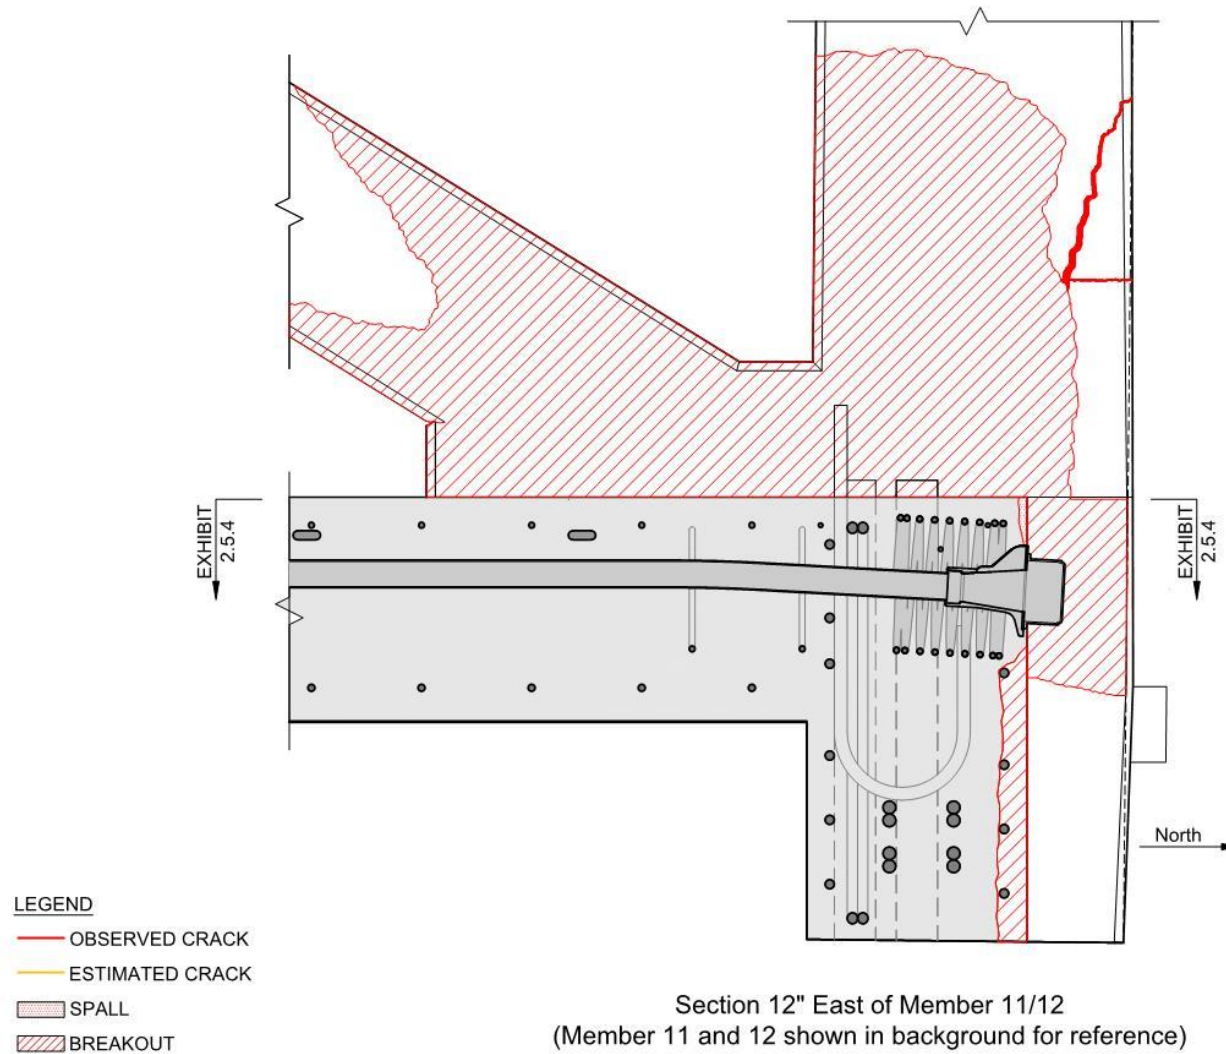 EXHIBIT
2.5.4
EXHIBIT
2.5.4
North
LEGEND
OBSERVED CRACK
ESTIMATED CRACK
SPALL
BREAKOUT
Section 12" East of Member 11/12
(Member 11 and 12 shown in background for reference)